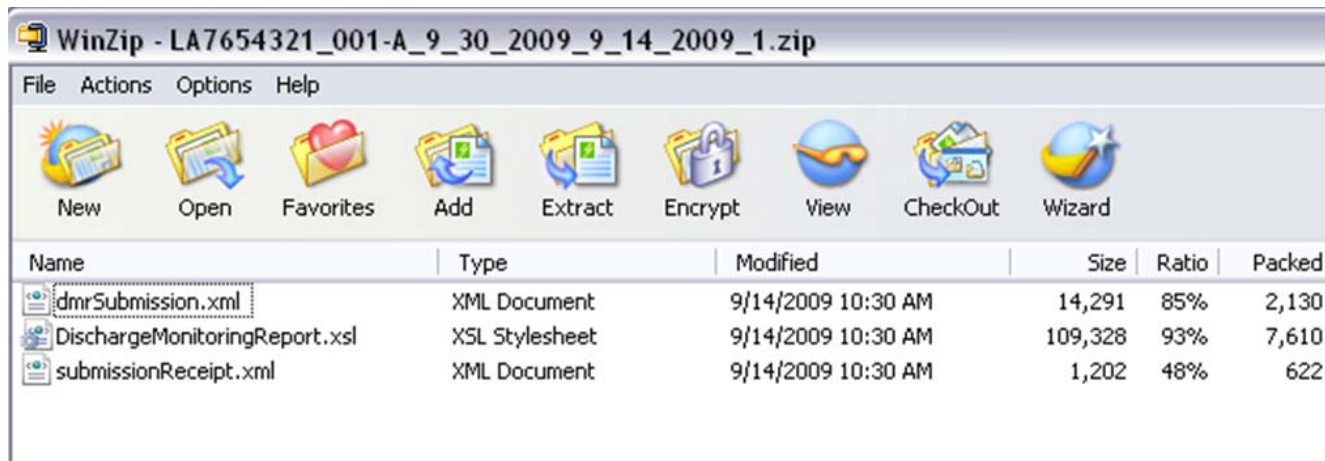 WinZip - LA7654321_001-A_9_30_2009_9_14_2009_1.zip
File Actions Options Help
New Open Favorites Add Extract Encrypt View CheckOut Wizard
Name Type Modified Size Ratio Packed
dmrSubmission.xml XML Document 9/14/2009 10:30 AM 14,291 85% 2,130
DischargeMonitoringReport.xsl XSL Stylesheet 9/14/2009 10:30 AM 109,328 93% 7,610
submissionReceipt.xml XML Document 9/14/2009 10:30 AM 1,202 48% 622